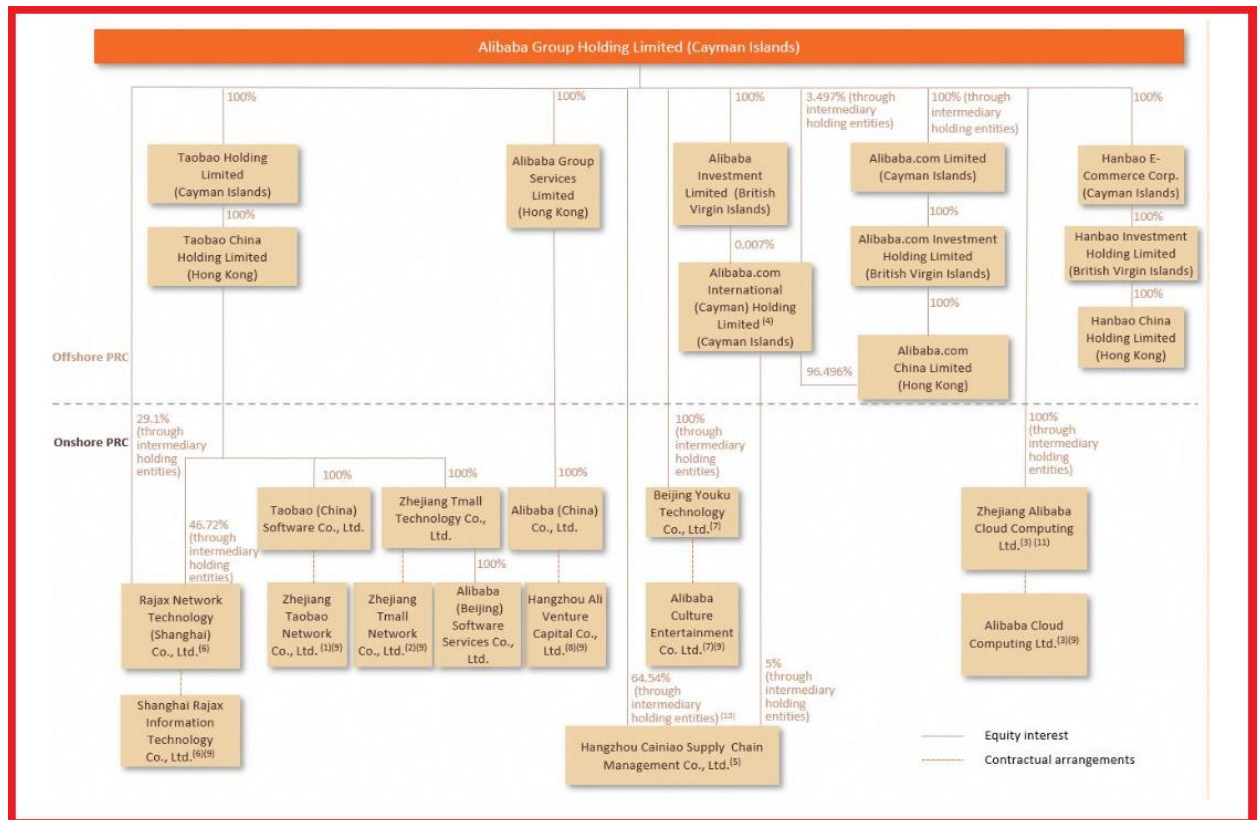 Alibaba Group Holding Limited (Cayman Islands)
100%
100%
100%
3.497% (through
intermediary
holding entities)
100% (through
intermediary
holding entities)
100%
Taobao Holding
Limited
(Cayman Islands)
Alibaba Group
Services
Limited
(Hong Kong)
Alibaba
Investment
Limited (British
Virgin Islands)
Alibaba.com Limited
(Cayman Islands)
Hanbao E-
Commerce Corp.
(Cayman Islands)
100%
100%
100%
Taobao China
Holding Limited
(Hong Kong)
0.007%
Alibaba.com Investment
Holding Limited
(British Virgin Islands)
Hanbao Investment
Holding Limited
(British Virgin Islands)
Alibaba.com
International
(Cayman) Holding
Limited (4)
(Cayman Islands)
100%
100%
Hanbao China
Holding Limited
(Hong Kong)
Offshore PRC
96.496%
Alibaba.com
China Limited
(Hong Kong)
Onshore PRC
29.1%
(through
intermediary
holding
entities)
100%
(through
intermediary
holding
entities)
100%
(through
intermediary
holding
entities)
100%
100%
100%
46.72%
(through
intermediary
holding
entities)
Taobao (China)
Software Co., Ltd.
Zhejiang Tmall
Technology Co.,
Ltd.
Alibaba (China)
Co., Ltd.
Beijing Youku
Technology
Co., Ltd.(7)
Zhejiang Alibaba
Cloud Computing
Ltd.(3) (11)
100%
Rajax Network
Technology
(Shanghai)
Co., Ltd.(6)
Zhejiang
Taobao
Network
Co., Ltd. (1)(9)
Zhejiang
Tmall
Network
Co., Ltd.(2)(9)
Alibaba
(Beijing)
Software
Services Co.,
Ltd.
Hangzhou Ali
Venture
Capital Co.,
Ltd.(8)(9)
Alibaba
Culture
Entertainment
Co. Ltd.(7)(9)
Alibaba Cloud
Computing Ltd.(3)(9)
64.54%
(through
intermediary
holding entities) (10)
5%
(through
intermediary
holding
entities)
Shanghai Rajax
Information
Technology
Co., Ltd.(6)(9)
Hangzhou Cainiao Supply Chain
Management Co., Ltd.(5)
Equity interest
Contractual arrangements